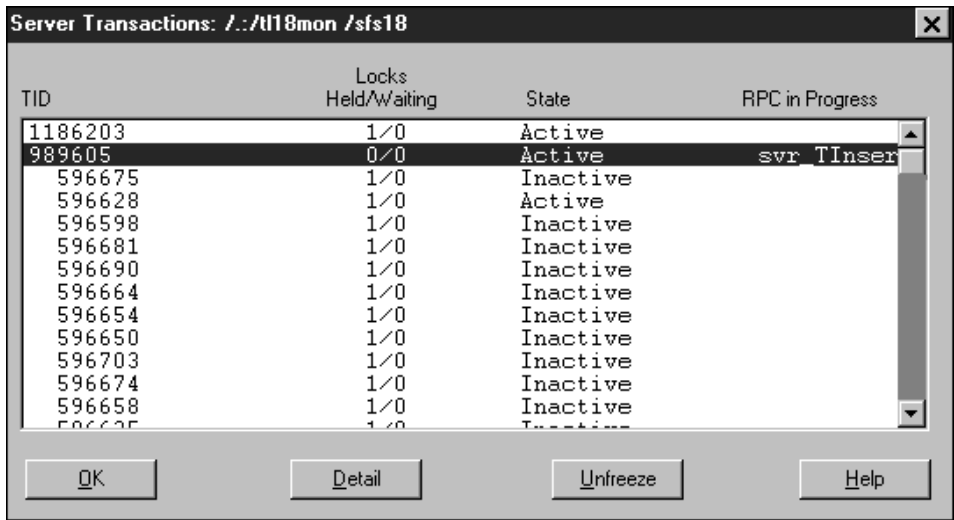 Server Transactions: /.:/tl18mon /sfs18
Locks
TID Held/Waiting State RPC in Progress
1186203 1/0 Active
989605 0/0 Active svr_TInser
596675 1/0 Inactive
596628 1/0 Active
596598 1/0 Inactive
596681 1/0 Inactive
596690 1/0 Inactive
596664 1/0 Inactive
596654 1/0 Inactive
596650 1/0 Inactive
596703 1/0 Inactive
596674 1/0 Inactive
596658 1/0 Inactive
OK Detail Unfreeze Help